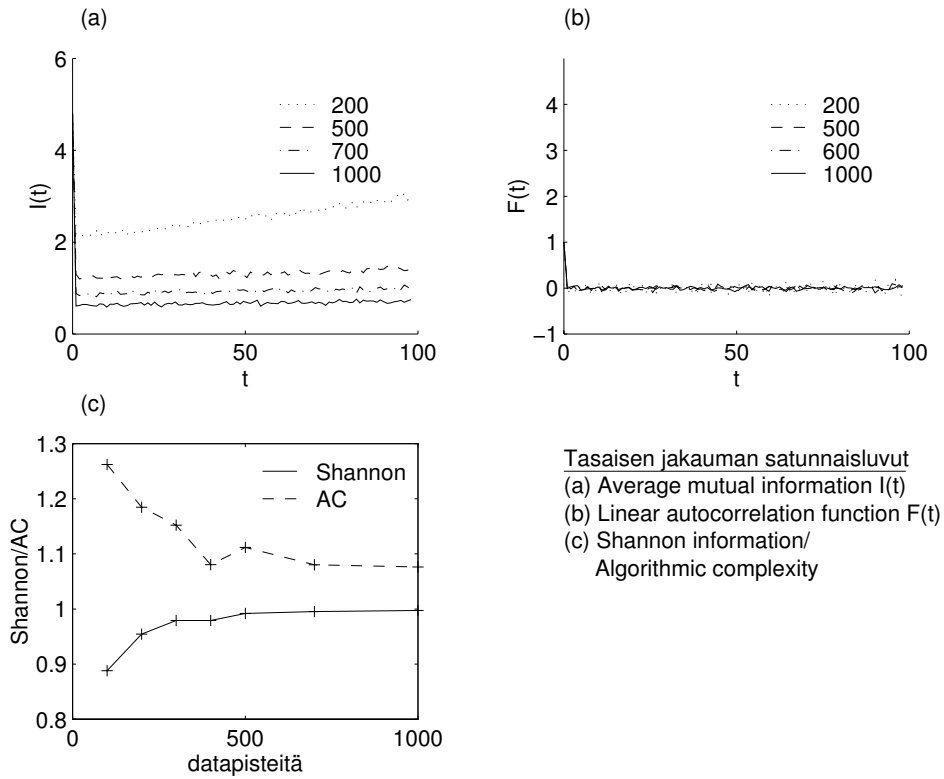 (a)
6
4
2
0
I(t)
200
500
700
1000
0
50
100
t
(b)
4
3
2
1
0
−1
F(t)
200
500
600
1000
0
50
100
t
(c)
1.3
1.2
1.1
1
0.9
0.8
Shannon/AC
Shannon
AC
0
500
1000
datapisteitä
Tasaisen jakauman satunnaisluvut
(a) Average mutual information I(t)
(b) Linear autocorrelation function F(t)
(c) Shannon information/
Algorithmic complexity